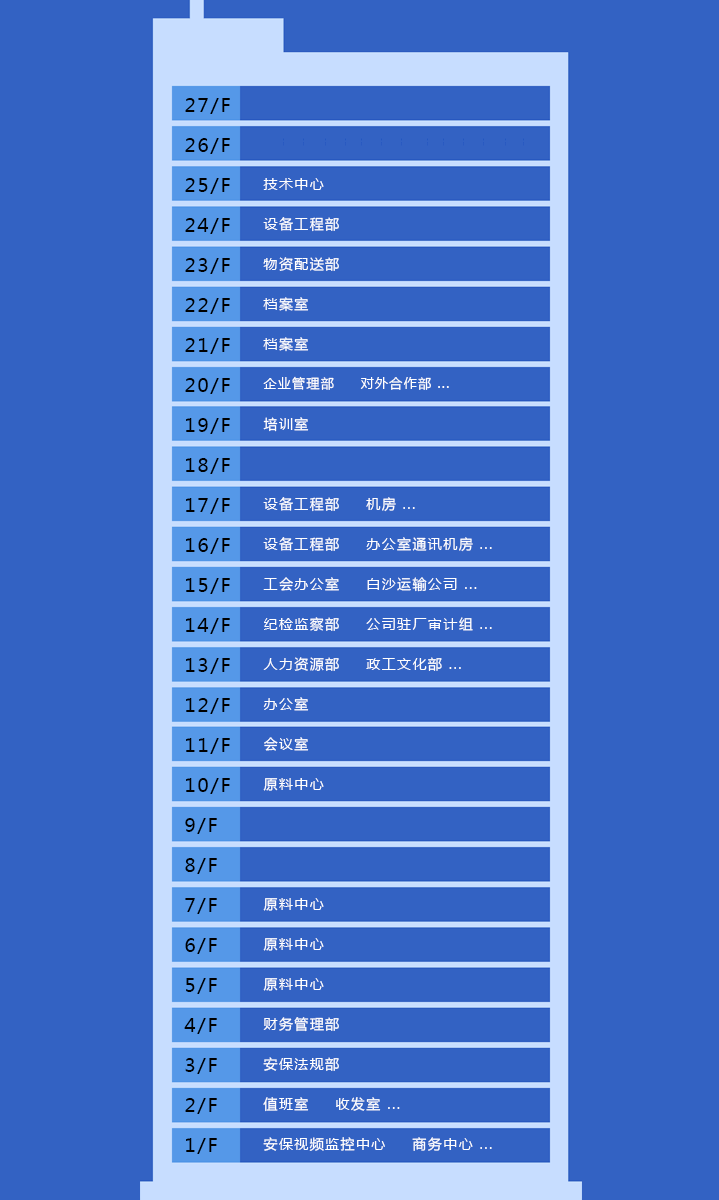 27/F
26/F
25/F 技术中心
24/F 设备工程部
23/F 物资配送部
22/F 档案室
21/F 档案室
20/F 企业管理部 对外合作部 ...
19/F 培训室
18/F
17/F 设备工程部 机房 ...
16/F 设备工程部 办公室通讯机房 ...
15/F 工会办公室 白沙运输公司 ...
14/F 纪检监察部 公司驻厂审计组 ...
13/F 人力资源部 政工文化部 ...
12/F 办公室
11/F 会议室
10/F 原料中心
9/F
8/F
7/F 原料中心
6/F 原料中心
5/F 原料中心
4/F 财务管理部
3/F 安保法规部
2/F 值班室 收发室 ...
1/F 安保视频监控中心 商务中心 ...